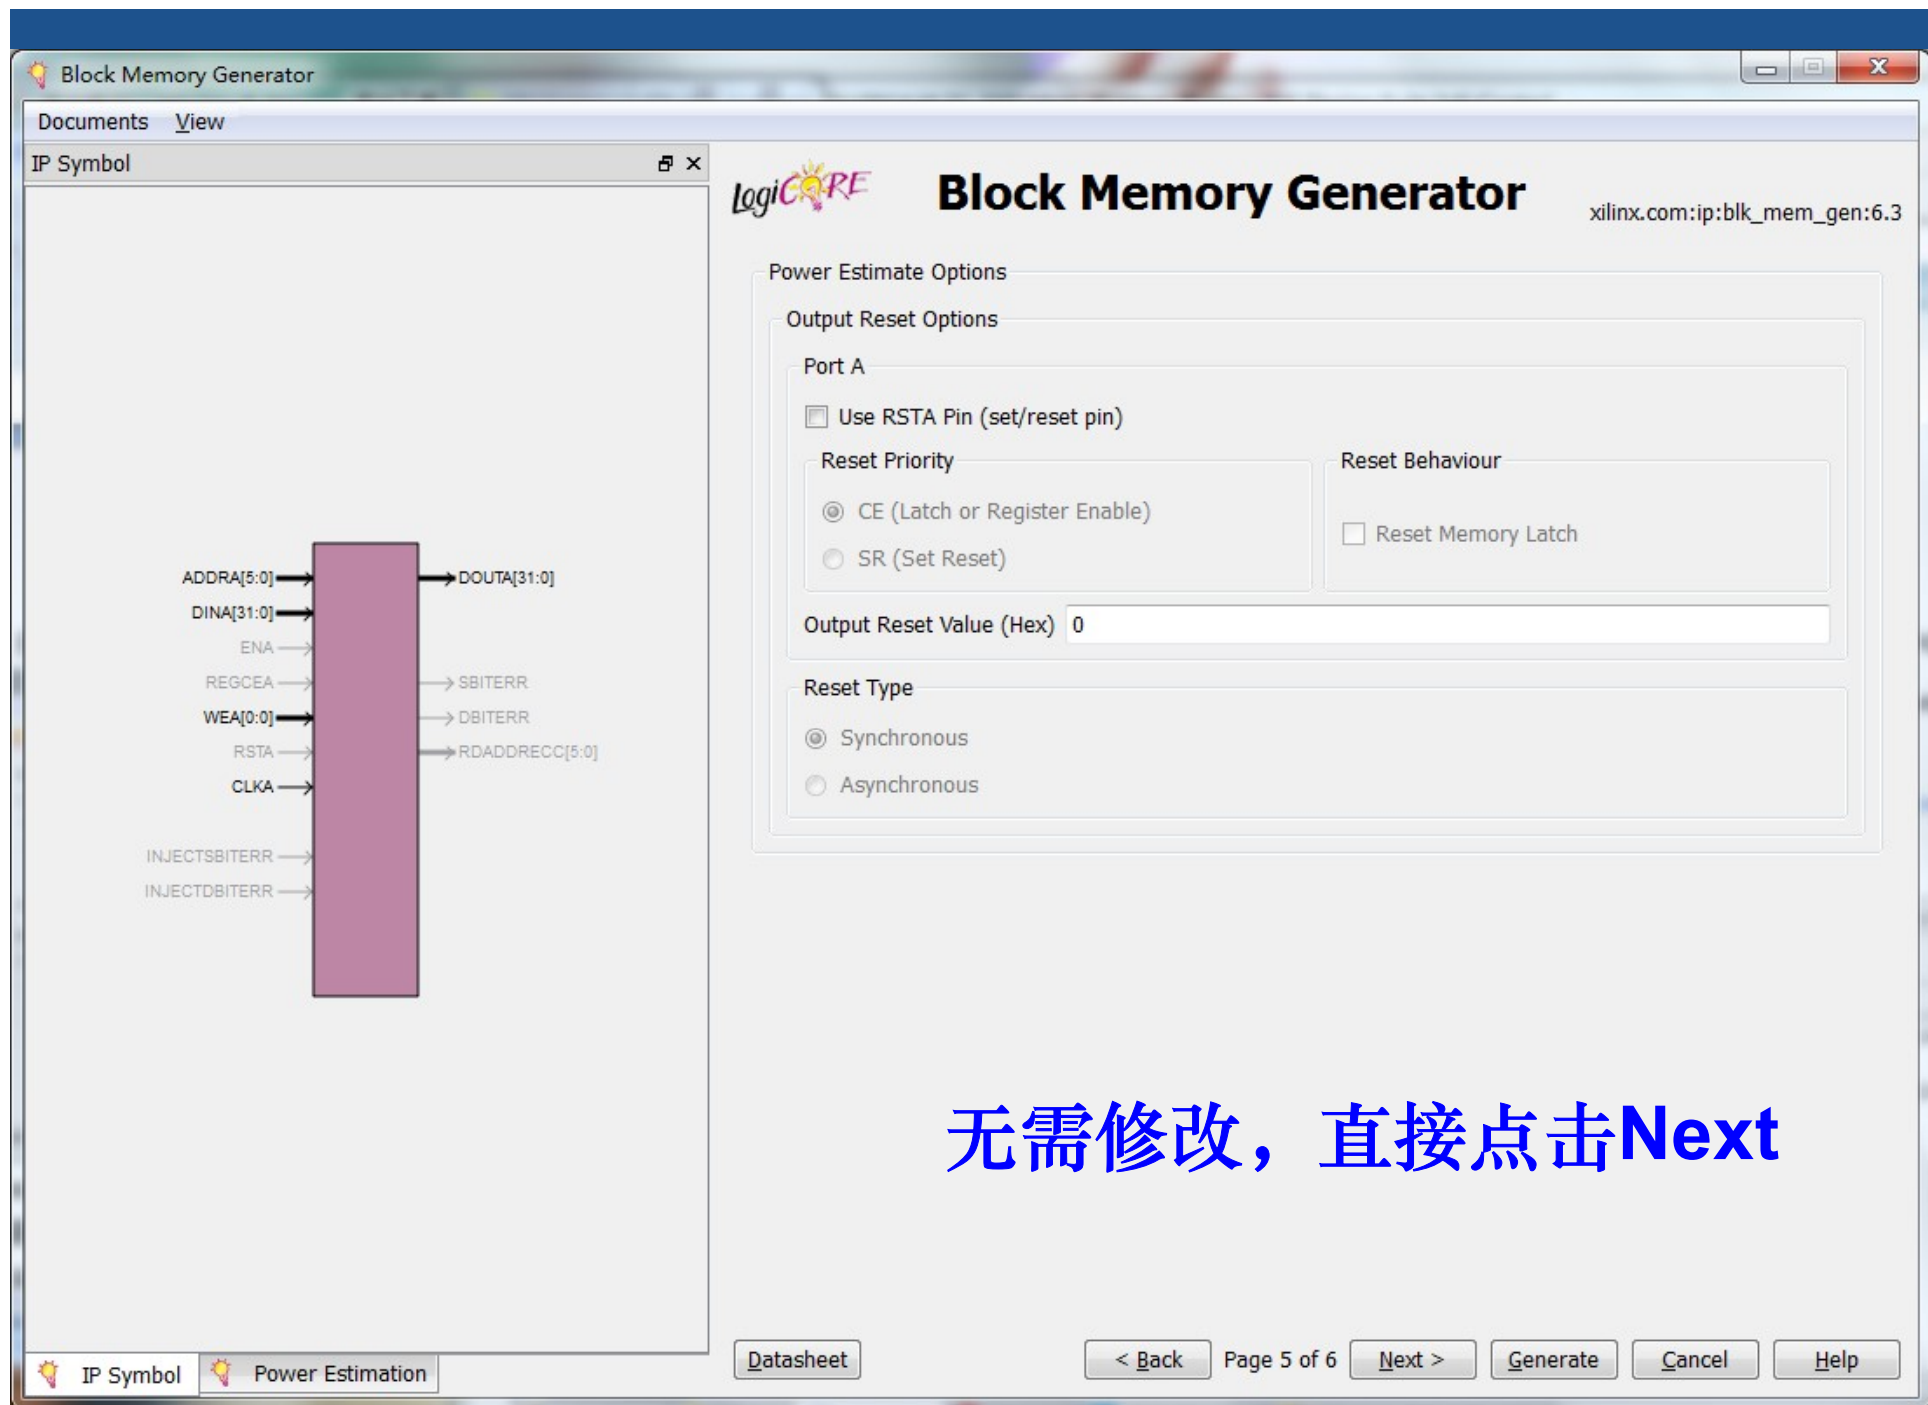 Block Memory Generator
Documents View
IP Symbol
LogiCORE
Block Memory Generator
xilinx.com:ip:blk_mem_gen:6.3
Power Estimate Options
Output Reset Options
Port A
Use RSTA Pin (set/reset pin)
Reset Priority
Reset Behaviour
CE (Latch or Register Enable)
SR (Set Reset)
Reset Memory Latch
Output Reset Value (Hex) 0
Reset Type
Synchronous
Asynchronous
ADDRA[5:0]
DINA[31:0]
ENA
REGCEA
WEA[0:0]
RSTA
CLKA
INJECTSBITERR
INJECTDBITERR
DOUTA[31:0]
SBITERR
DBITERR
RDADDRECC[5:0]
无需修改，直接点击Next
IP Symbol
Power Estimation
Datasheet
< Back
Page 5 of 6
Next >
Generate
Cancel
Help